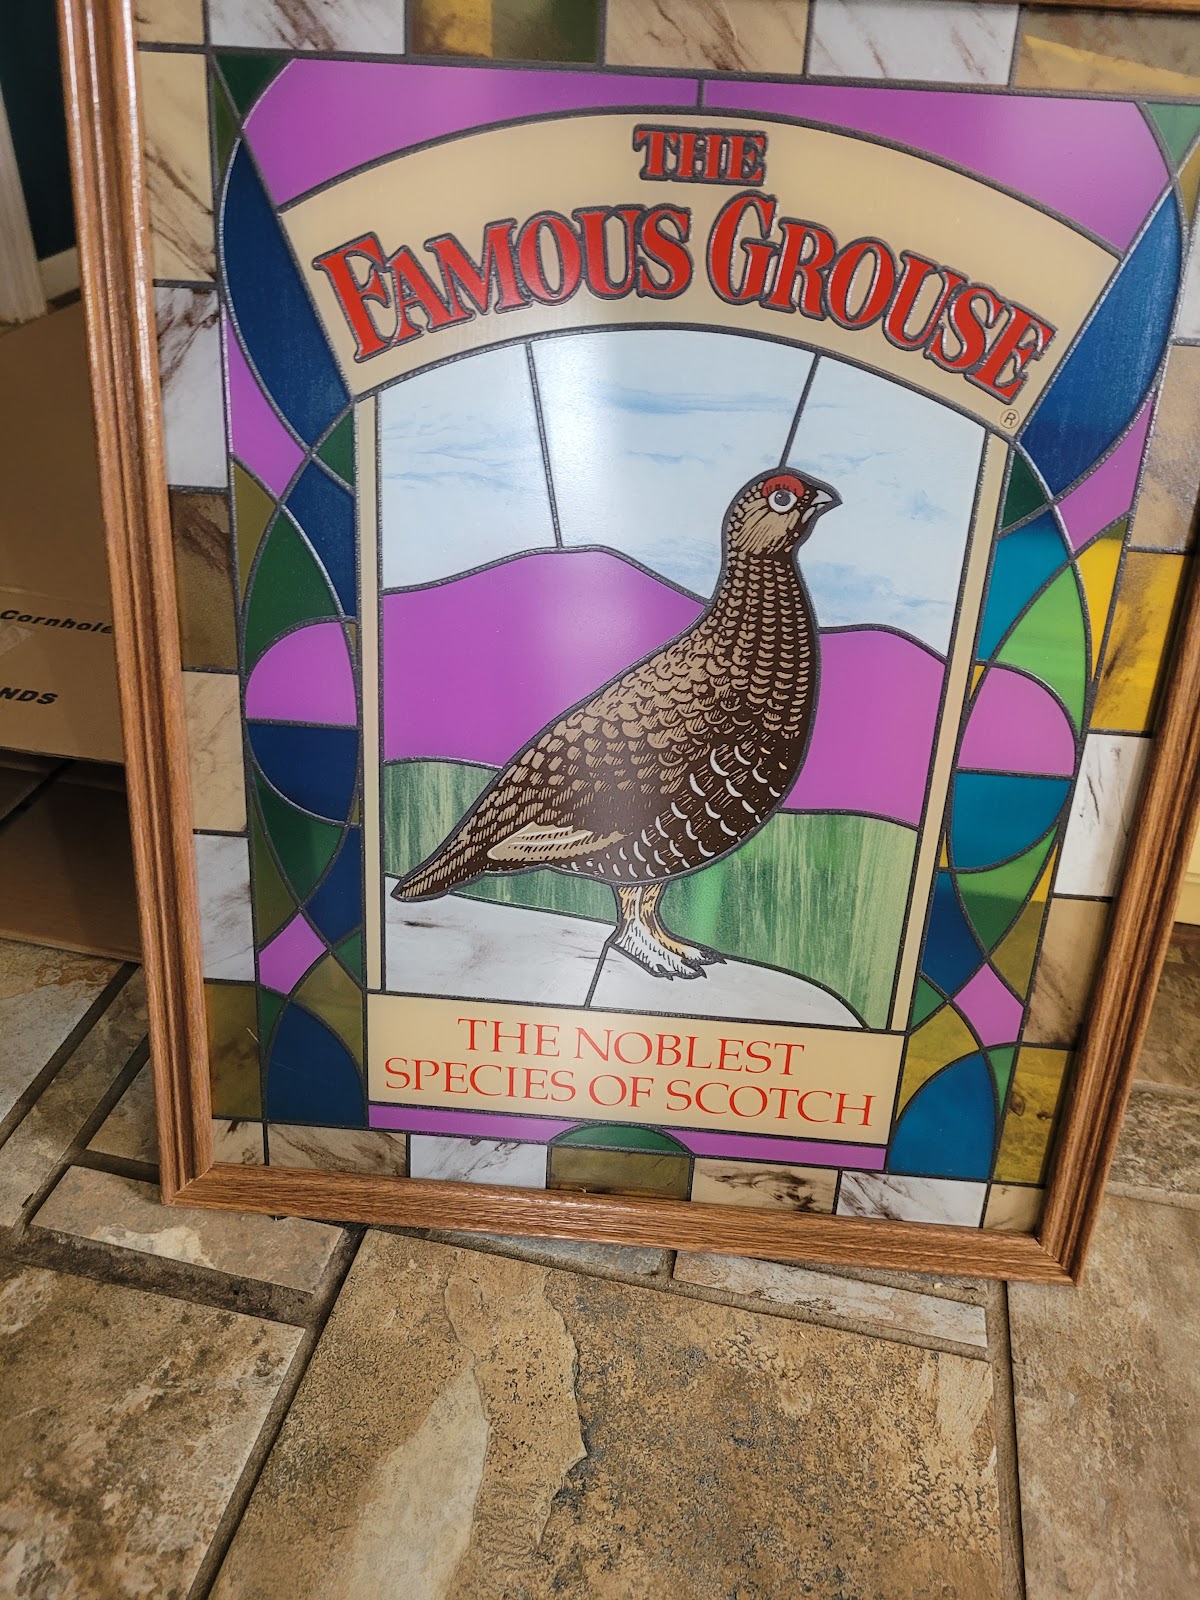 THE
FAMOUS GROUSE
®
THE NOBLEST
SPECIES OF SCOTCH
Cornhole
NDS